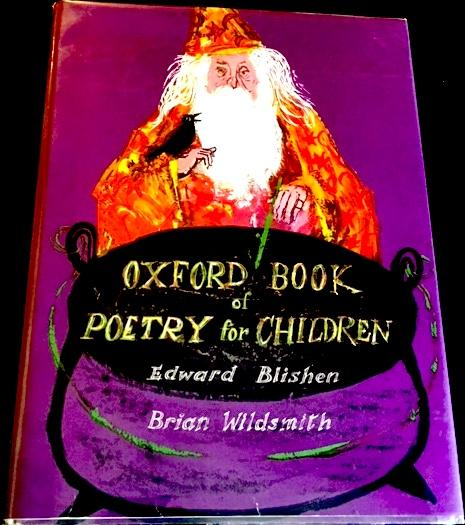 OXFORD BOOK
of
POETRY for CHILDREN
Edward Blishen
Brian Wildsmith